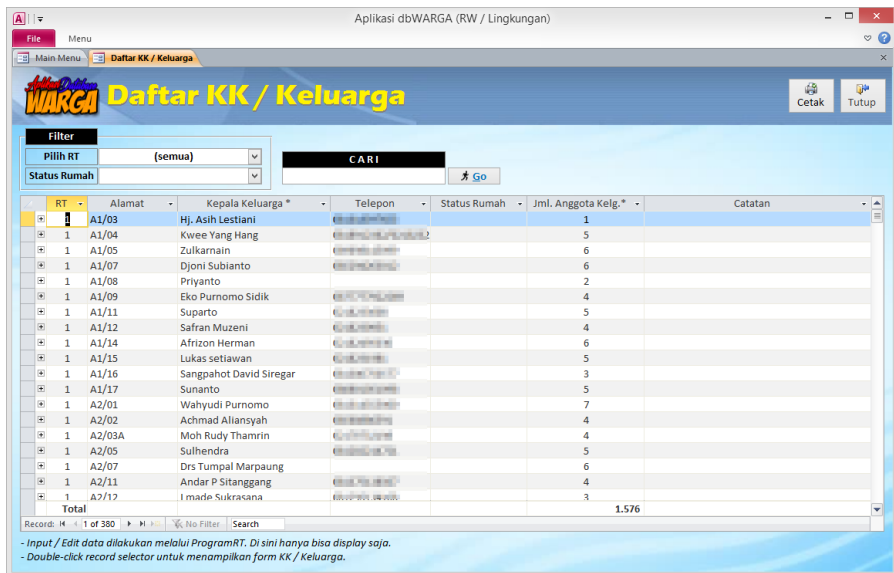 Aplikasi dbWARGA (RW / Lingkungan)
File Menu
Main Menu Daftar KK / Keluarga
Aplikasi Database
WARGA Daftar KK / Keluarga
Cetak Tutup
Filter
Pilih RT (semua)
CARI
Status Rumah
Go
RT Alamat Kepala Keluarga * Telepon Status Rumah Jml. Anggota Kelg.* Catatan
1 A1/03 Hj. Asih Lestiani 1
1 A1/04 Kwee Yang Hang 5
1 A1/05 Zulkarnain 6
1 A1/07 Djoni Subianto 6
1 A1/08 Priyanto 2
1 A1/09 Eko Purnomo Sidik 4
1 A1/11 Suparto 5
1 A1/12 Safran Muzeni 4
1 A1/14 Afrizon Herman 6
1 A1/15 Lukas setiawan 5
1 A1/16 Sangpahot David Siregar 3
1 A1/17 Sunanto 5
1 A2/01 Wahyudi Purnomo 7
1 A2/02 Achmad Aliansyah 4
1 A2/03A Moh Rudy Thamrin 4
1 A2/05 Sulhendra 5
1 A2/07 Drs Tumpal Marpaung 6
1 A2/11 Andar P Sitanggang 4
1 A2/12 I made Sukrasana 3
Total 1.576
Record: 1 of 380 No Filter Search
- Input / Edit data dilakukan melalui ProgramRT. Di sini hanya bisa display saja.
- Double-click record selector untuk menampilkan form KK / Keluarga.